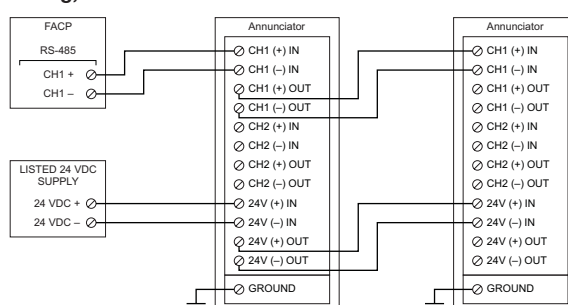 FACP
RS-485
CH1 +
CH1 –
LISTED 24 VDC
SUPPLY
24 VDC +
24 VDC –
Annunciator
CH1 (+) IN
CH1 (–) IN
CH1 (+) OUT
CH1 (–) OUT
CH2 (+) IN
CH2 (–) IN
CH2 (+) OUT
CH2 (–) OUT
24V (+) IN
24V (–) IN
24V (+) OUT
24V (–) OUT
GROUND
Annunciator
CH1 (+) IN
CH1 (–) IN
CH1 (+) OUT
CH1 (–) OUT
CH2 (+) IN
CH2 (–) IN
CH2 (+) OUT
CH2 (–) OUT
24V (+) IN
24V (–) IN
24V (+) OUT
24V (–) OUT
GROUND